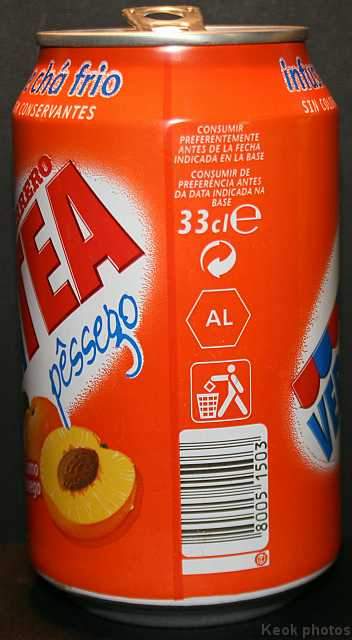 chá frio
CONSERVANTES
TEA
pêssego
CONSUMIR
PREFERENTEMENTE
ANTES DE LA FECHA
INDICADA EN LA BASE
CONSUMIR DE
PREFERÊNCIA ANTES
DA DATA INDICADA NA
BASE
33cl e
AL
8005 1503
SIN
Keok photos